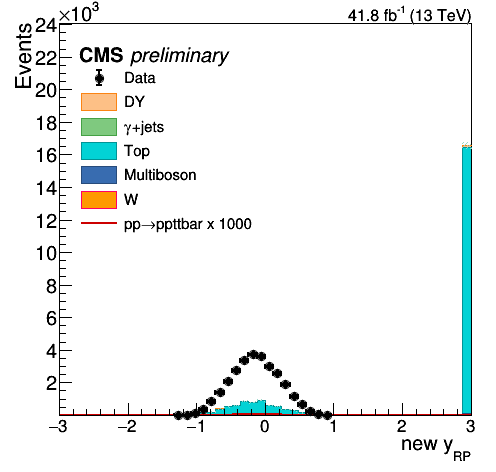 ×10³
41.8 fb⁻¹ (13 TeV)
Events
CMS preliminary
Data
DY
γ+jets
Top
Multiboson
W
pp→ppttbar x 1000
24
22
20
18
16
14
12
10
8
6
4
2
−3 −2 −1 0 1 2 3
new y_RP